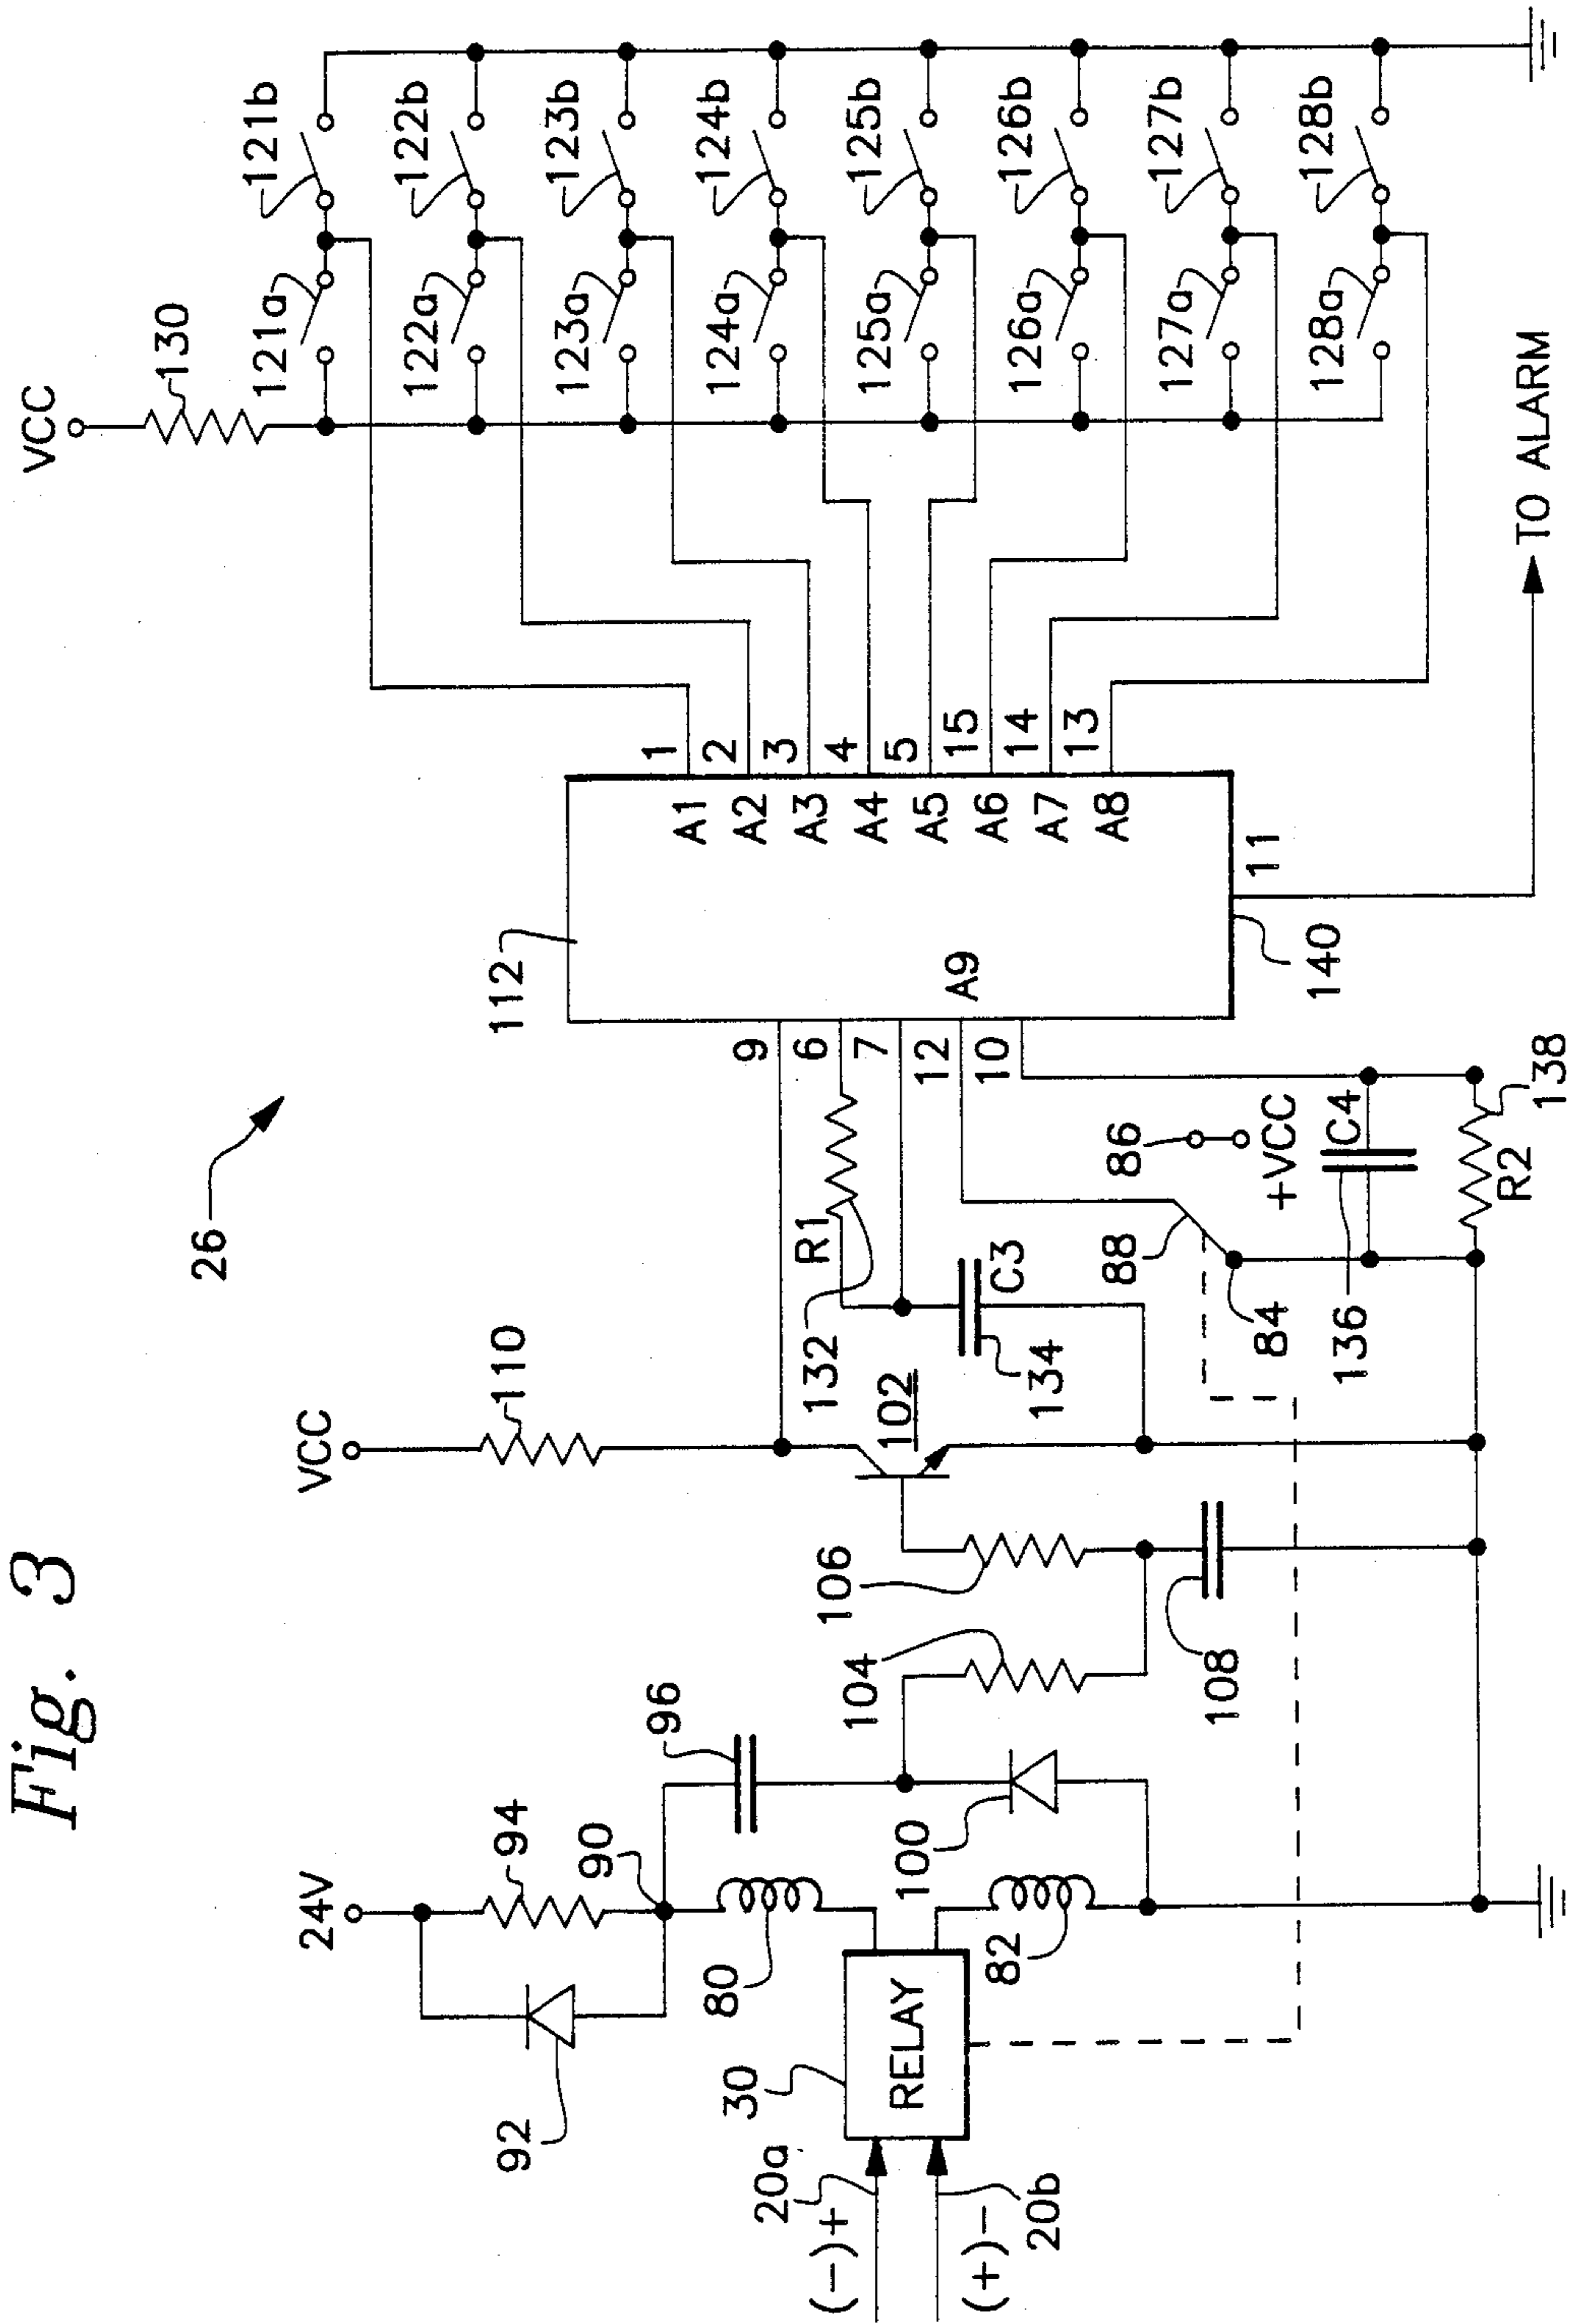 Fig. 3
26
24V
94
92
90
96
80
100
82
30
RELAY
(-)+
20a
(+)-
20b
104
106
108
VCC
110
102
R1
132
C3
134
88
84
86
+VCC
C4
136
R2
138
112
9
6
7
12
10
A9
A1
A2
A3
A4
A5
A6
A7
A8
1
2
3
4
5
15
14
13
11
140
TO ALARM
VCC
130
121a
121b
122a
122b
123a
123b
124a
124b
125a
125b
126a
126b
127a
127b
128a
128b